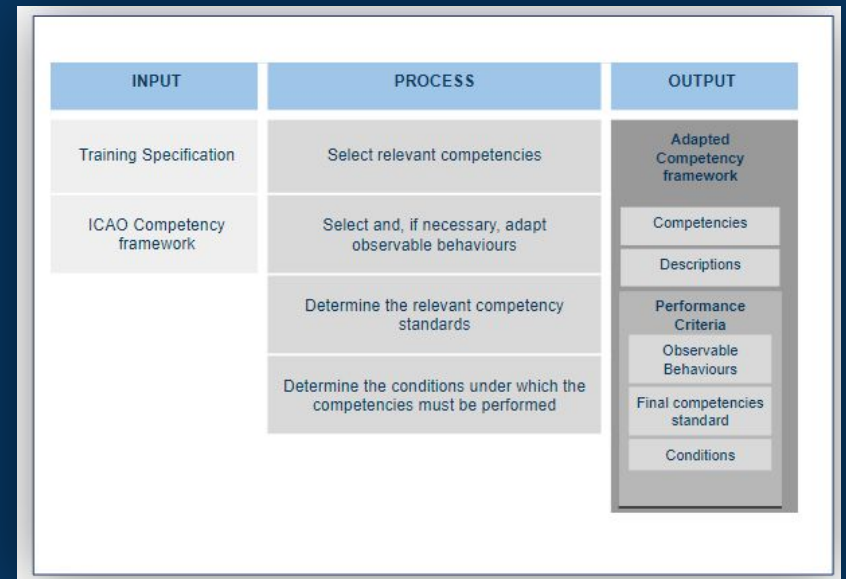 INPUT
PROCESS
OUTPUT
Training Specification
ICAO Competency
framework
Select relevant competencies
Select and, if necessary, adapt
observable behaviours
Determine the relevant competency
standards
Determine the conditions under which the
competencies must be performed
Adapted
Competency
framework
Competencies
Descriptions
Performance
Criteria
Observable
Behaviours
Final competencies
standard
Conditions